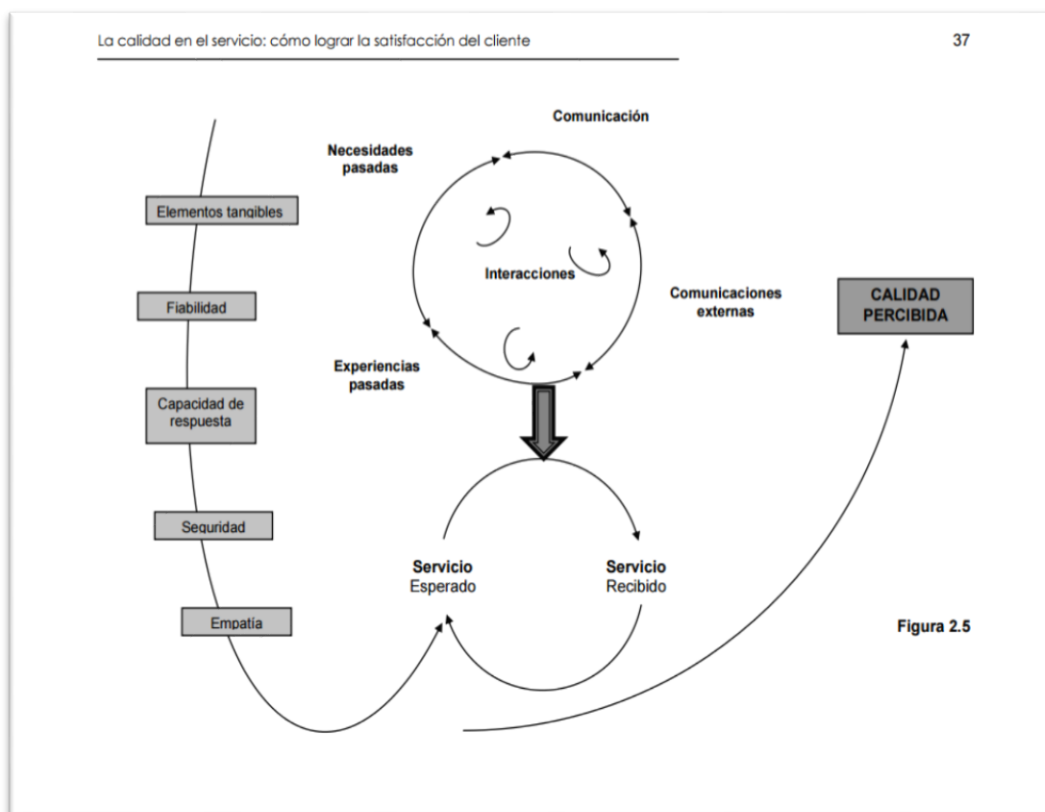 La calidad en el servicio: cómo lograr la satisfacción del cliente
37
Comunicación
Necesidades
pasadas
Elementos tangibles
Interacciones
Fiabilidad
Comunicaciones
externas
CALIDAD
PERCIBIDA
Experiencias
pasadas
Capacidad de
respuesta
Seguridad
Servicio
Esperado
Servicio
Recibido
Empatía
Figura 2.5